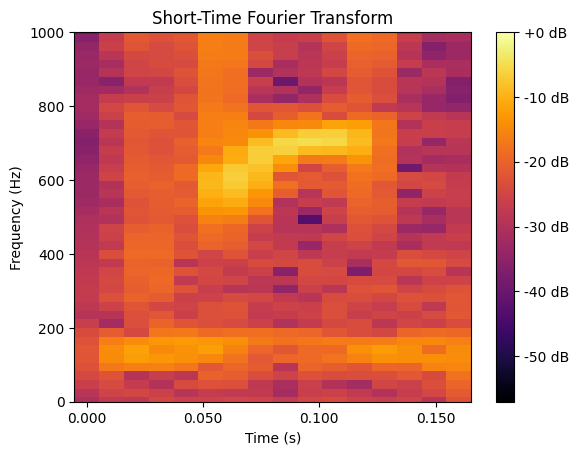 Short-Time Fourier Transform
1000
800
600
400
200
0
Frequency (Hz)
0.000
0.050
0.100
0.150
Time (s)
+0 dB
-10 dB
-20 dB
-30 dB
-40 dB
-50 dB